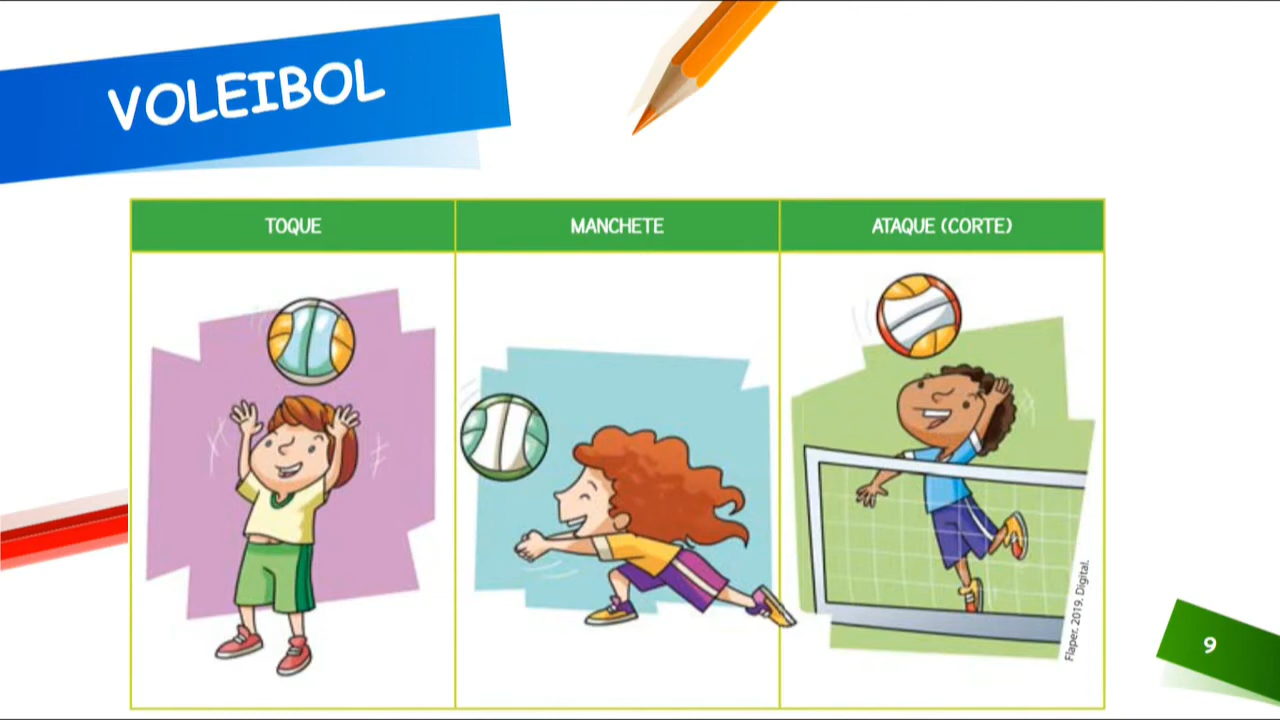 VOLEIBOL
TOQUE
MANCHETE
ATAQUE (CORTE)
Flaper. 2019. Digital.
9